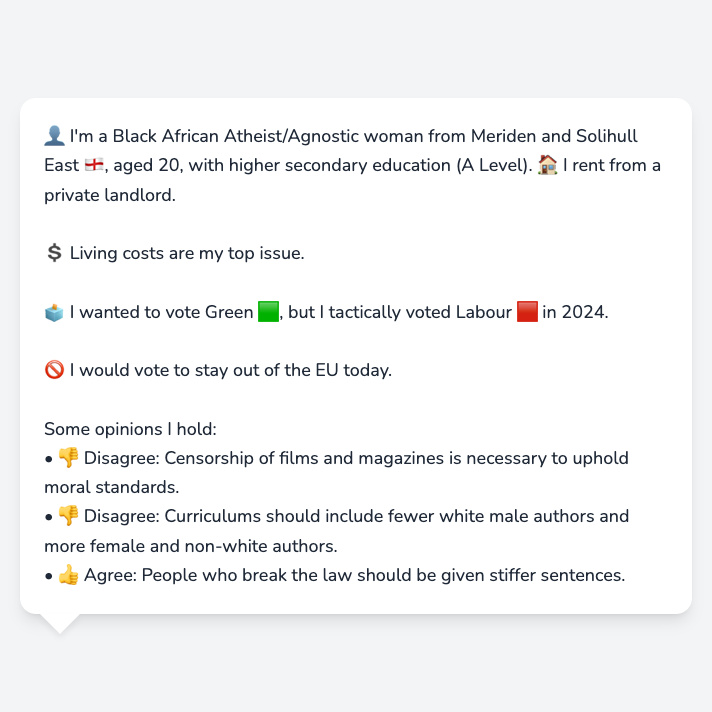 👤 I'm a Black African Atheist/Agnostic woman from Meriden and Solihull
East 🏴󠁧󠁢󠁥󠁮󠁧󠁿, aged 20, with higher secondary education (A Level). 🏠 I rent from a
private landlord.
💲 Living costs are my top issue.
🗳️ I wanted to vote Green 🟩, but I tactically voted Labour 🟥 in 2024.
🚫 I would vote to stay out of the EU today.
Some opinions I hold:
• 👎 Disagree: Censorship of films and magazines is necessary to uphold
moral standards.
• 👎 Disagree: Curriculums should include fewer white male authors and
more female and non-white authors.
• 👍 Agree: People who break the law should be given stiffer sentences.